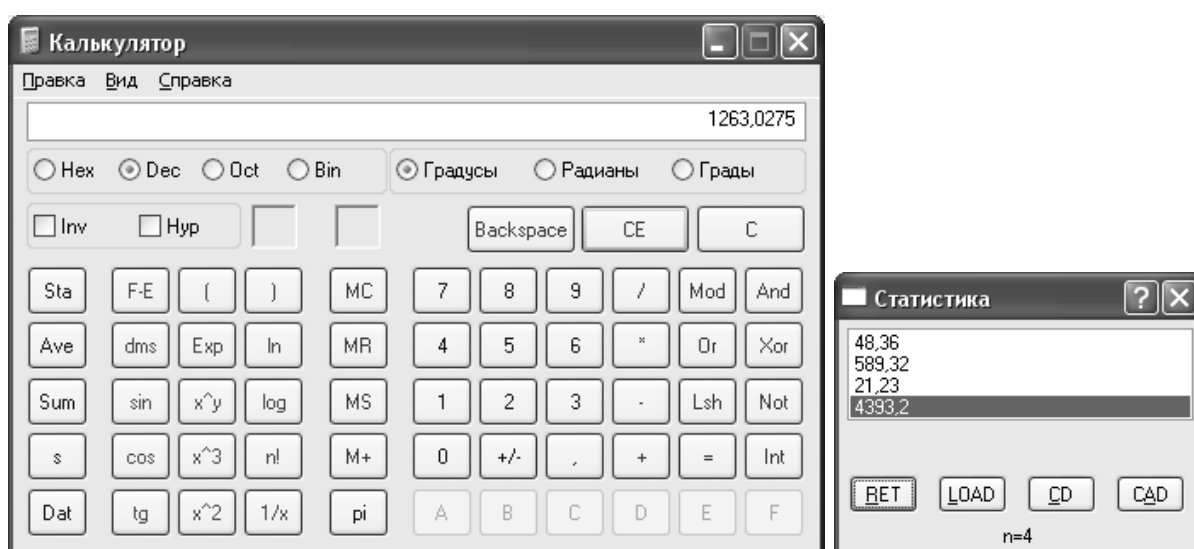 Калькулятор
Правка Вид Справка
1263,0275
Hex Dec Oct Bin Градусы Радианы Грады
Inv Hyp Backspace CE C
Sta F-E ( ) MC 7 8 9 / Mod And
Ave dms Exp ln MR 4 5 6 * Or Xor
Sum sin x^y log MS 1 2 3 - Lsh Not
s cos x^3 n! M+ 0 +/- , + = Int
Dat tg x^2 1/x pi A B C D E F
Статистика
48,36
589,32
21,23
4393,2
RET LOAD CD CAD
n=4